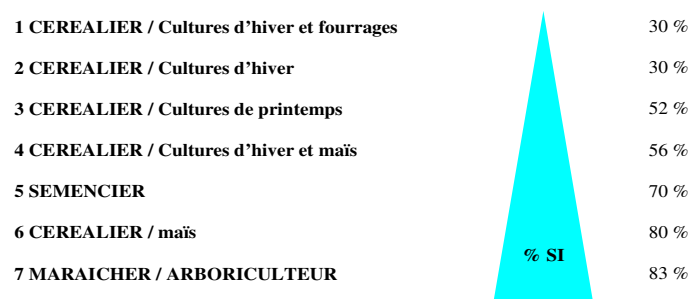 1 CEREALIER / Cultures d’hiver et fourrages 30 %
2 CEREALIER / Cultures d’hiver 30 %
3 CEREALIER / Cultures de printemps 52 %
4 CEREALIER / Cultures d’hiver et maïs 56 %
5 SEMENCIER 70 %
6 CEREALIER / maïs 80 %
% SI
7 MARAICHER / ARBORICULTEUR 83 %